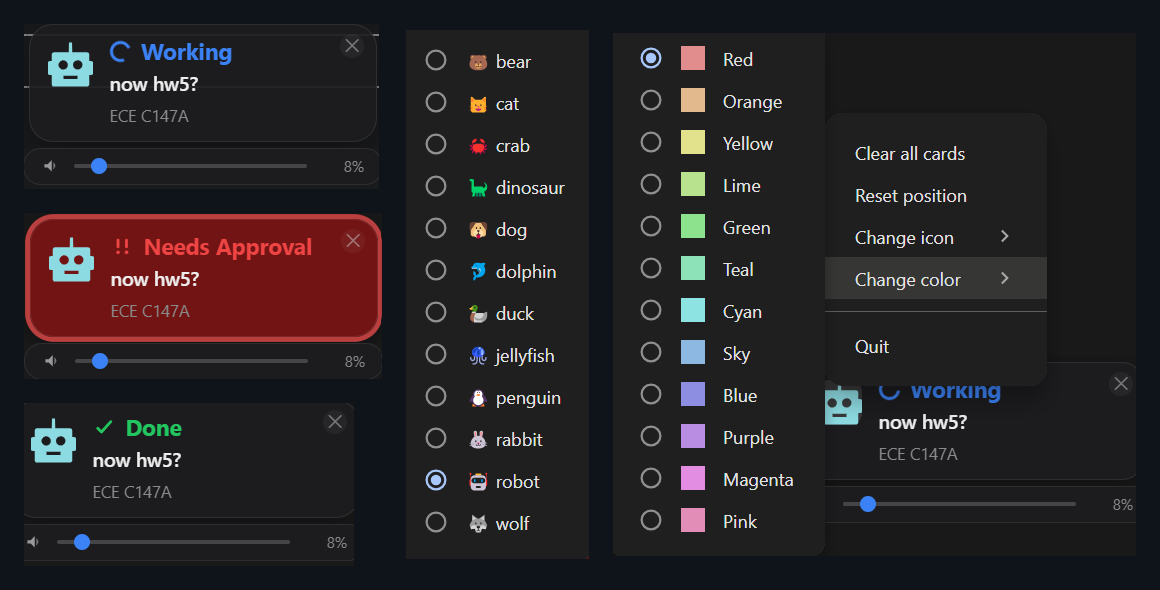 Working
now hw5?
ECE C147A
8%
!! Needs Approval
now hw5?
ECE C147A
8%
Done
now hw5?
ECE C147A
8%
bear
cat
crab
dinosaur
dog
dolphin
duck
jellyfish
penguin
rabbit
robot
wolf
Red
Orange
Yellow
Lime
Green
Teal
Cyan
Sky
Blue
Purple
Magenta
Pink
Clear all cards
Reset position
Change icon
Change color
Quit
Working
now hw5?
ECE C147A
8%